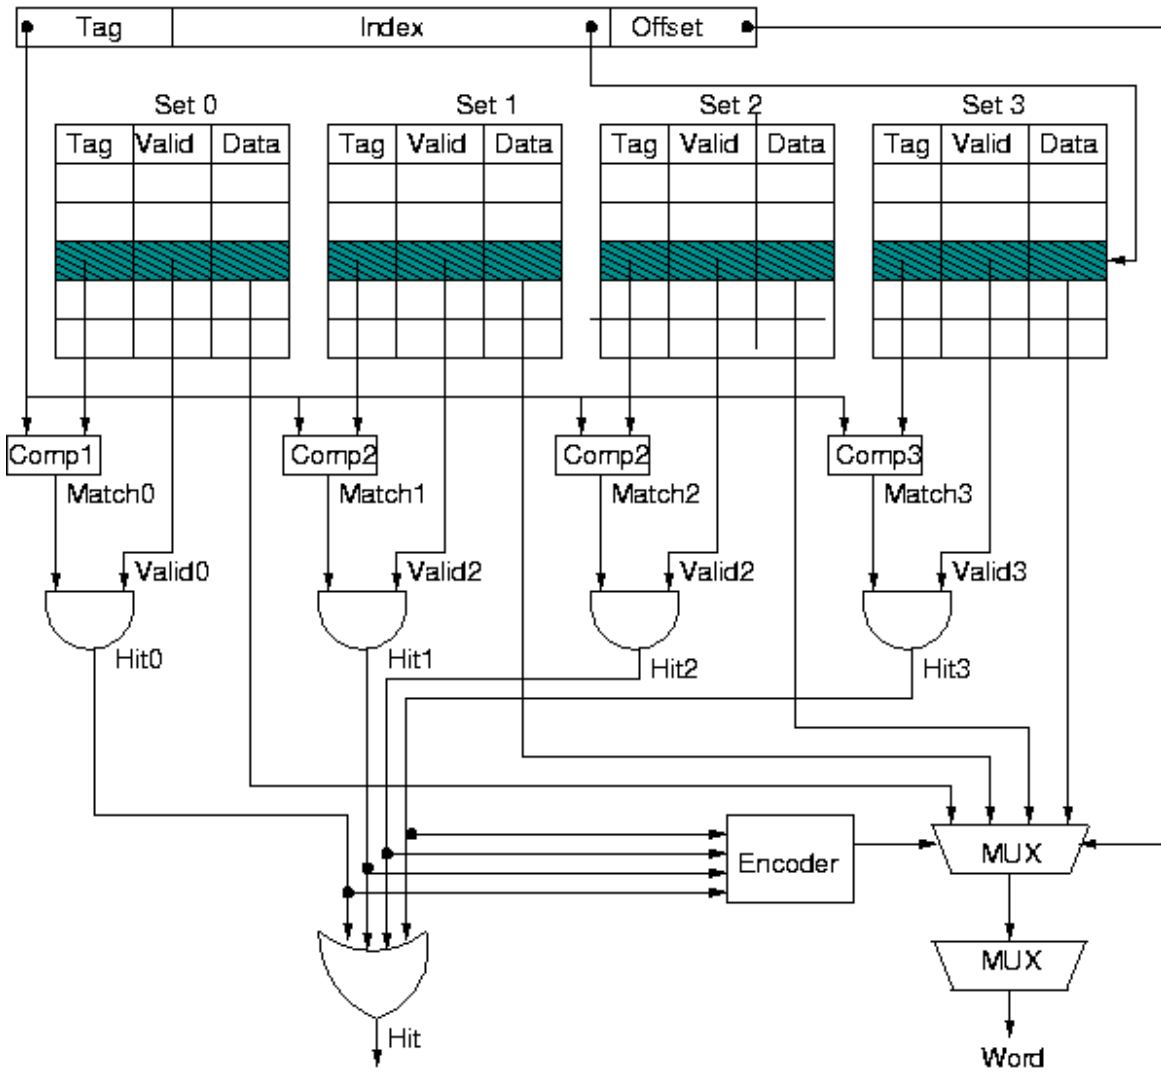 Tag Index Offset
Set 0 Set 1 Set 2 Set 3
Tag Valid Data Tag Valid Data Tag Valid Data Tag Valid Data
Comp1 Comp2 Comp2 Comp3
Match0 Match1 Match2 Match3
Valid0 Valid2 Valid2 Valid3
Hit0 Hit1 Hit2 Hit3
Encoder MUX
MUX
Hit Word